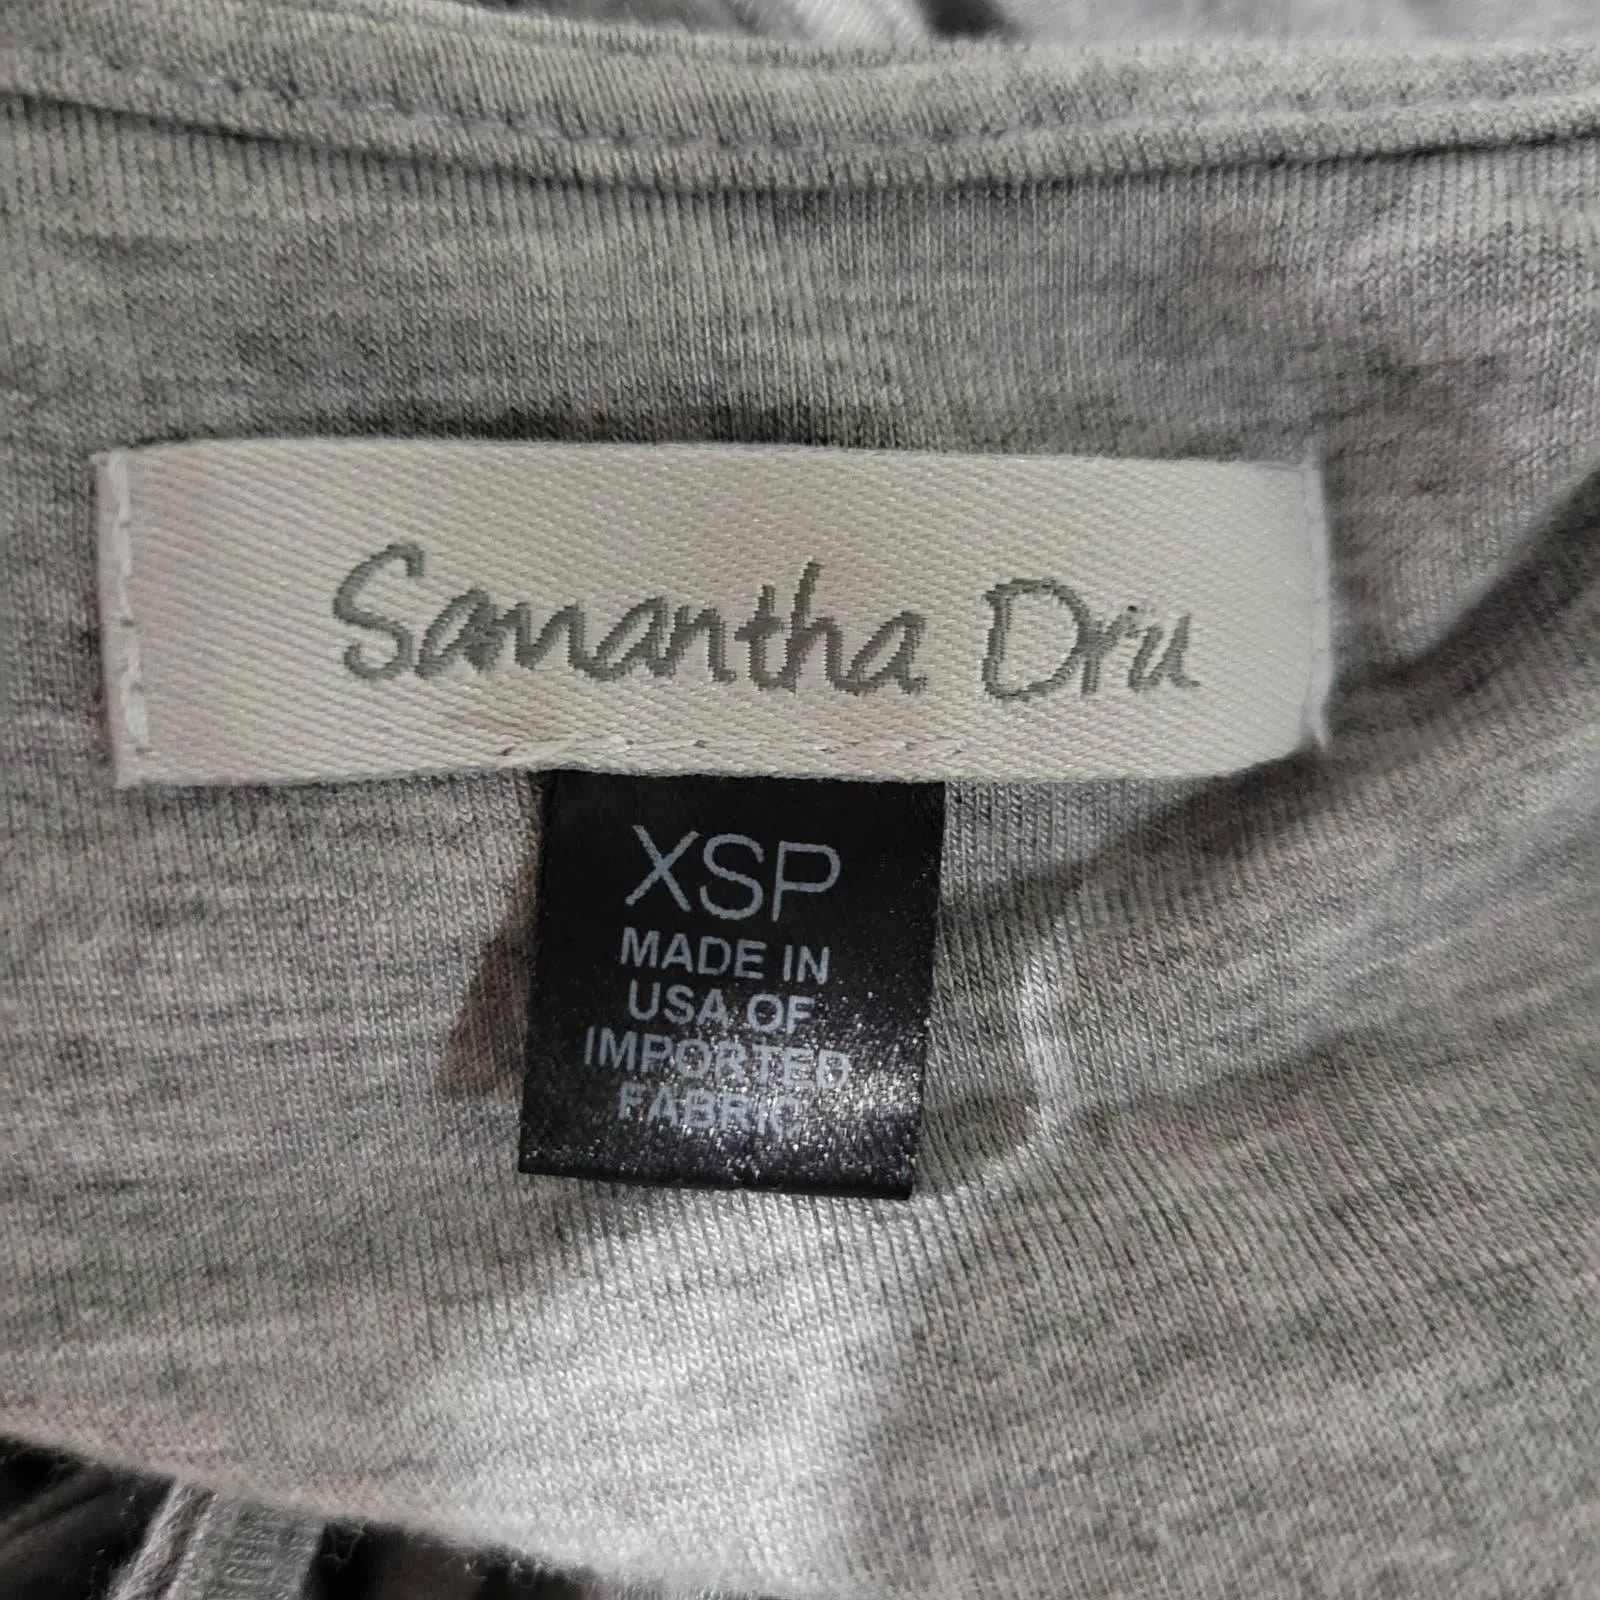 Samantha Dru
XSP
MADE IN
USA OF
IMPORTED
FABRIC